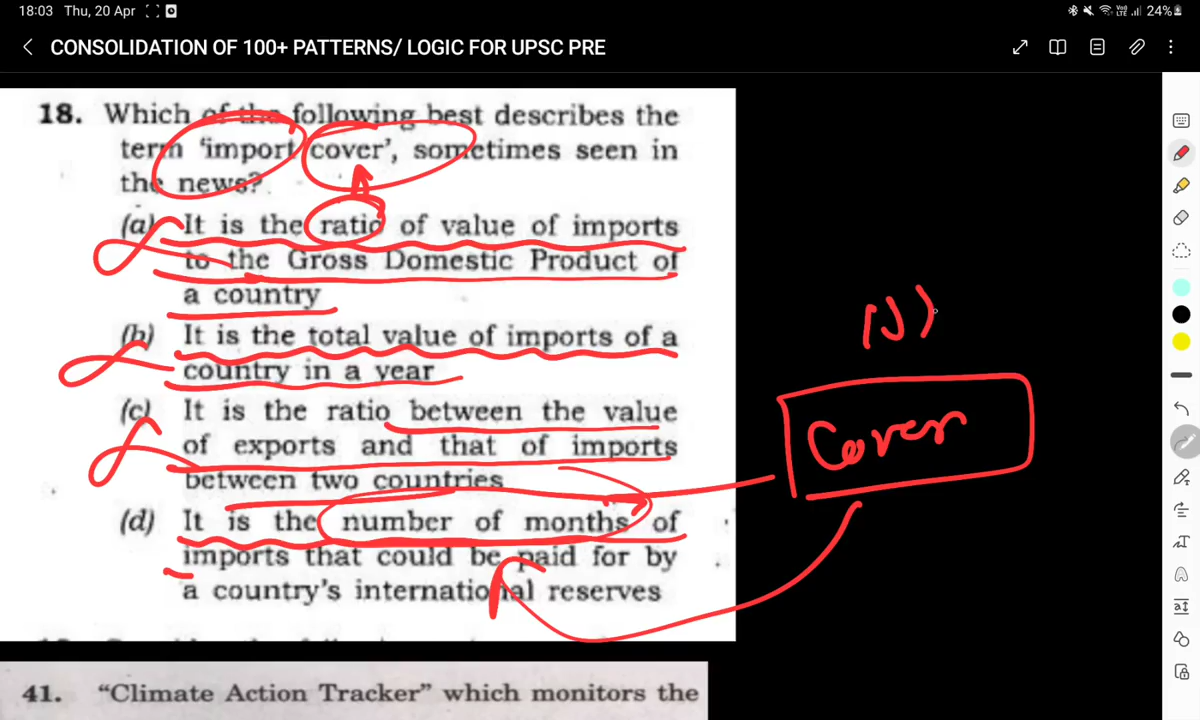 18:03 Thu, 20 Apr
24%
CONSOLIDATION OF 100+ PATTERNS/ LOGIC FOR UPSC PRE
18. Which of the following best describes the
term 'import cover', sometimes seen in
the news?
(a) It is the ratio of value of imports
to the Gross Domestic Product of
a country
(b) It is the total value of imports of a
country in a year
(c) It is the ratio between the value
of exports and that of imports
between two countries
(d) It is the number of months of
imports that could be paid for by
a country's international reserves
Cover
41. "Climate Action Tracker" which monitors the